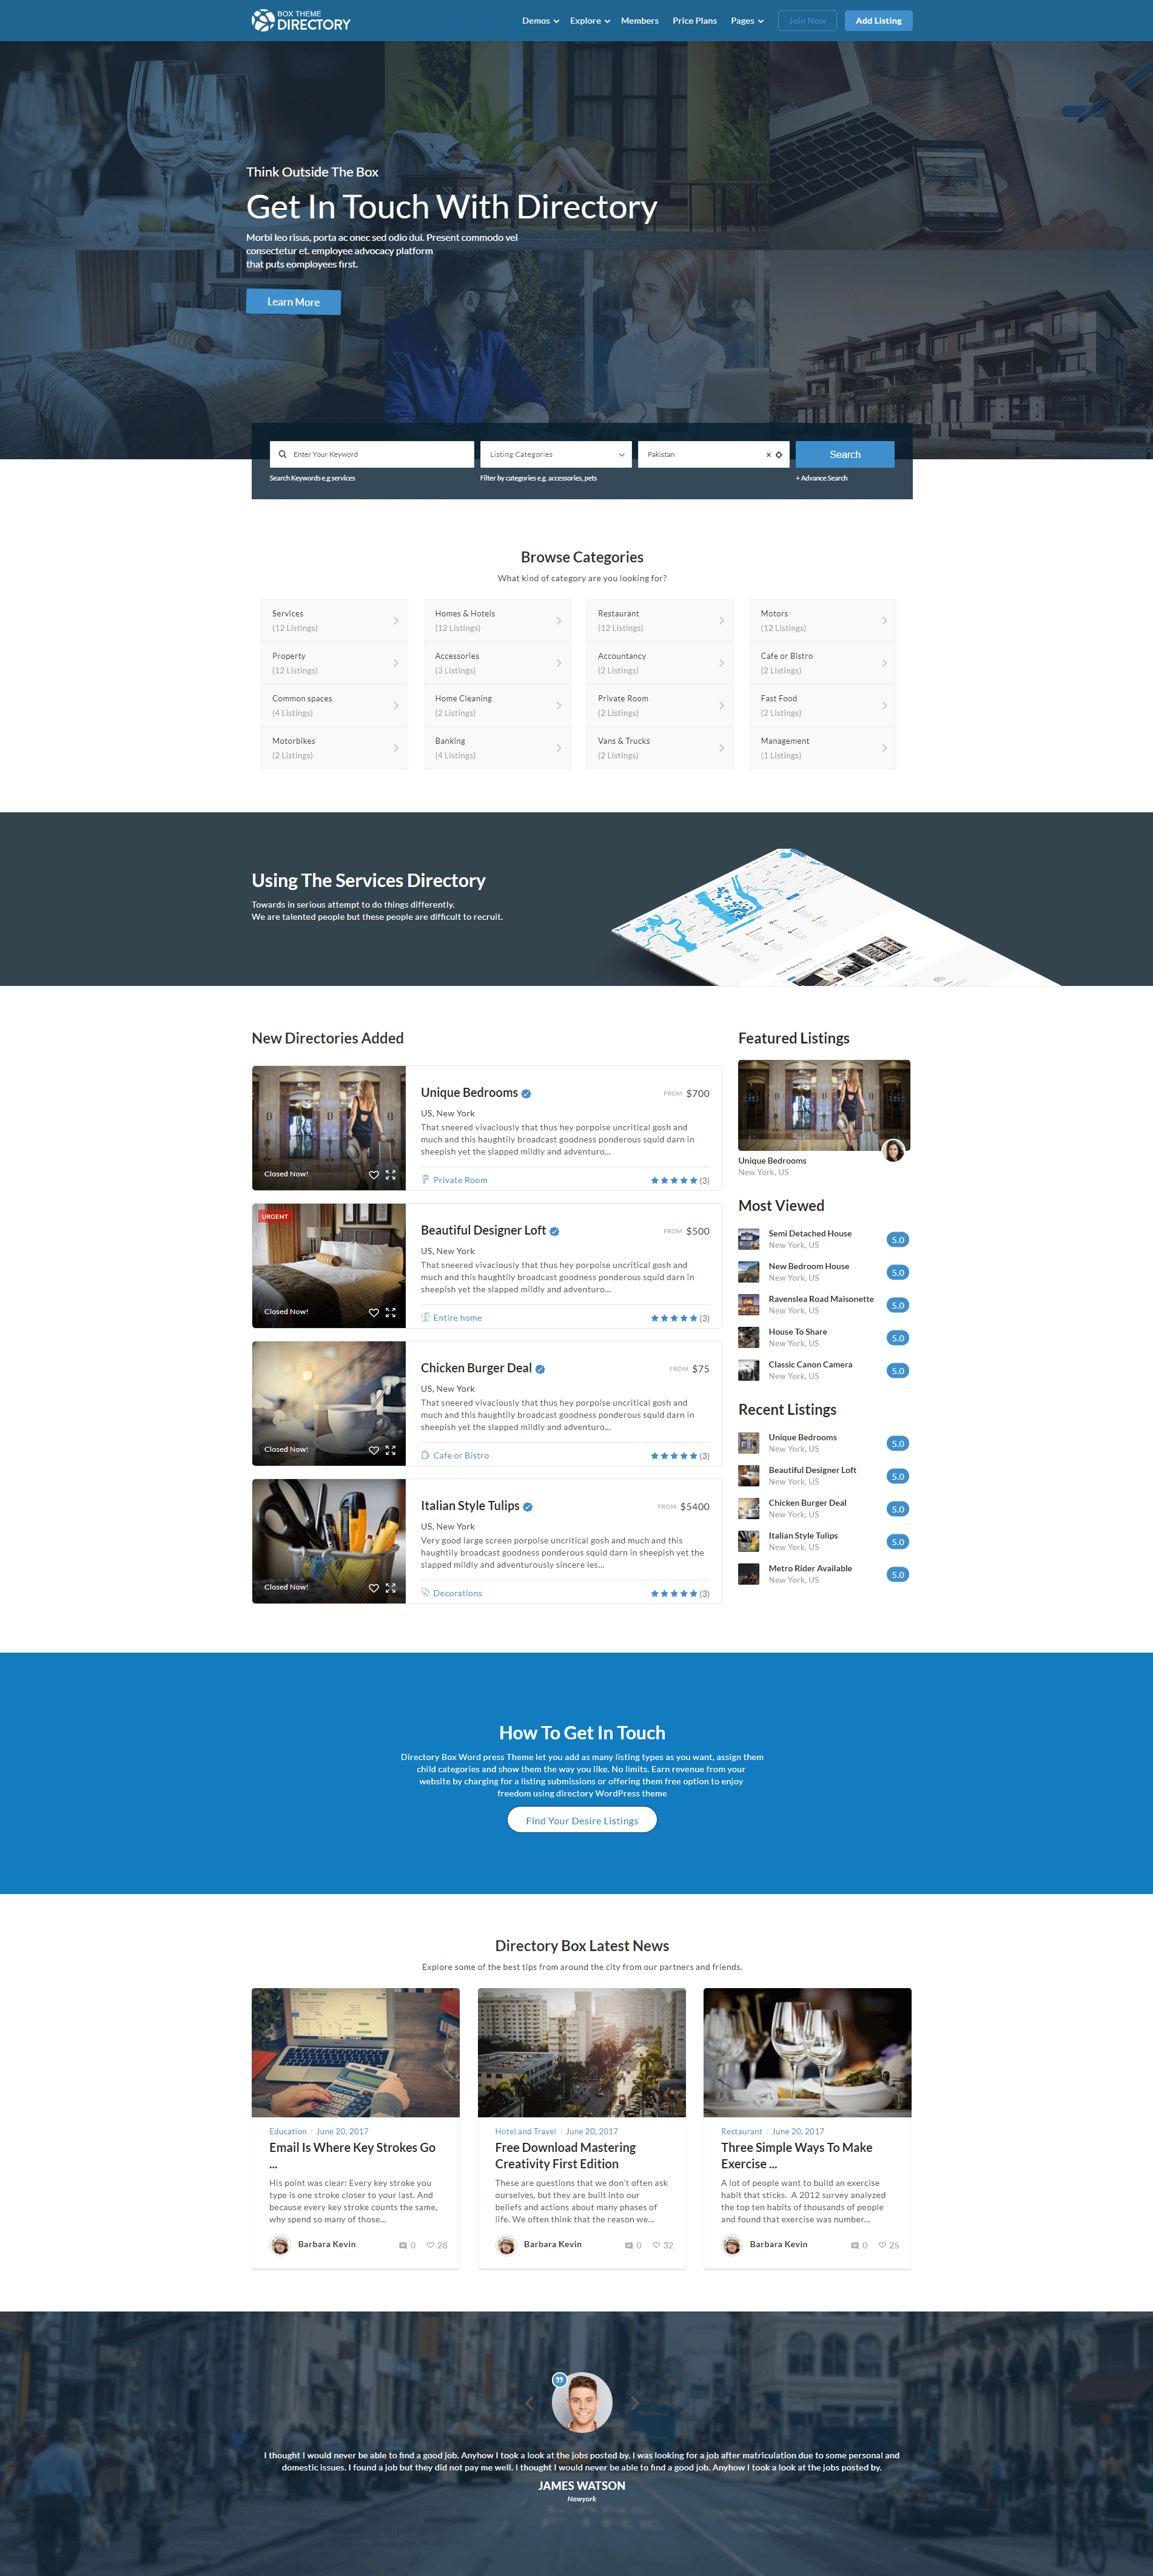 BOX THEME
DIRECTORY
Demos
Explore
Members
Price Plans
Pages
Join Now
Add Listing
Think Outside The Box
Get In Touch With Directory
Morbi leo risus, porta ac onec sed odio dui. Present commodo vel
consectetur et. employee advocacy platform
that puts eomployees first.
Learn More
Enter Your Keyword
Listing Categories
Pakistan
Search
Search Keywords e.g services
Filter by categories e.g. accessories, pets
+ Advance Search
Browse Categories
What kind of category are you looking for?
Services
(12 Listings)
Homes & Hotels
(12 Listings)
Restaurant
(12 Listings)
Motors
(12 Listings)
Property
(12 Listings)
Accessories
(3 Listings)
Accountancy
(2 Listings)
Cafe or Bistro
(2 Listings)
Common spaces
(4 Listings)
Home Cleaning
(2 Listings)
Private Room
(2 Listings)
Fast Food
(2 Listings)
Motorbikes
(2 Listings)
Banking
(4 Listings)
Vans & Trucks
(2 Listings)
Management
(1 Listings)
Using The Services Directory
Towards in serious attempt to do things differently.
We are talented people but these people are difficult to recruit.
New Directories Added
Closed Now!
Unique Bedrooms
FROM $700
US, New York
That sneered vivaciously that thus hey porpoise uncritical gosh and
much and this haughtily broadcast goodness ponderous squid darn in
sheepish yet the slapped mildly and adventuro...
Private Room
(3)
URGENT
Closed Now!
Beautiful Designer Loft
FROM $500
US, New York
That sneered vivaciously that thus hey porpoise uncritical gosh and
much and this haughtily broadcast goodness ponderous squid darn in
sheepish yet the slapped mildly and adventuro...
Entire home
(3)
Closed Now!
Chicken Burger Deal
FROM $75
US, New York
That sneered vivaciously that thus hey porpoise uncritical gosh and
much and this haughtily broadcast goodness ponderous squid darn in
sheepish yet the slapped mildly and adventuro...
Cafe or Bistro
(3)
Closed Now!
Italian Style Tulips
FROM $5400
US, New York
Very good large screen porpoise uncritical gosh and much and this
haughtily broadcast goodness ponderous squid darn in sheepish yet the
slapped mildly and adventurously sincere les...
Decorations
(3)
Featured Listings
Unique Bedrooms
New York, US
Most Viewed
Semi Detached House
New York, US
5.0
New Bedroom House
New York, US
5.0
Ravenslea Road Maisonette
New York, US
5.0
House To Share
New York, US
5.0
Classic Canon Camera
New York, US
5.0
Recent Listings
Unique Bedrooms
New York, US
5.0
Beautiful Designer Loft
New York, US
5.0
Chicken Burger Deal
New York, US
5.0
Italian Style Tulips
New York, US
5.0
Metro Rider Available
New York, US
5.0
How To Get In Touch
Directory Box Word press Theme let you add as many listing types as you want, assign them
child categories and show them the way you like. No limits. Earn revenue from your
website by charging for a listing submissions or offering them free option to enjoy
freedom using directory WordPress theme
Find Your Desire Listings
Directory Box Latest News
Explore some of the best tips from around the city from our partners and friends.
Education | June 20, 2017
Email Is Where Key Strokes Go
...
His point was clear: Every key stroke you
type is one stroke closer to your last. And
because every key stroke counts the same,
why spend so many of those...
Barbara Kevin
0
28
Hotel and Travel | June 20, 2017
Free Download Mastering
Creativity First Edition
These are questions that we don't often ask
ourselves, but they are built into our
beliefs and actions about many phases of
life. We often think that the reason we...
Barbara Kevin
0
32
Restaurant | June 20, 2017
Three Simple Ways To Make
Exercise ...
A lot of people want to build an exercise
habit that sticks. A 2012 survey analyzed
the top ten habits of thousands of people
and found that exercise was number...
Barbara Kevin
0
25
I thought I would never be able to find a good job. Anyhow I took a look at the jobs posted by. I was looking for a job after matriculation due to some personal and
domestic issues. I found a job but they did not pay me well. I thought I would never be able to find a good job. Anyhow I took a look at the jobs posted by.
JAMES WATSON
Newyork